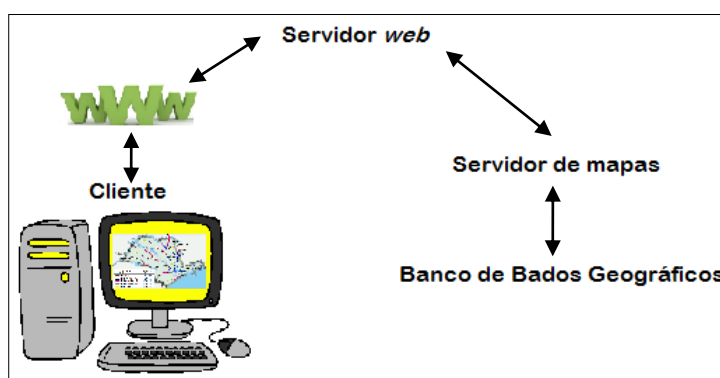 Servidor web
WWW
Servidor de mapas
Cliente
Banco de Bados Geográficos